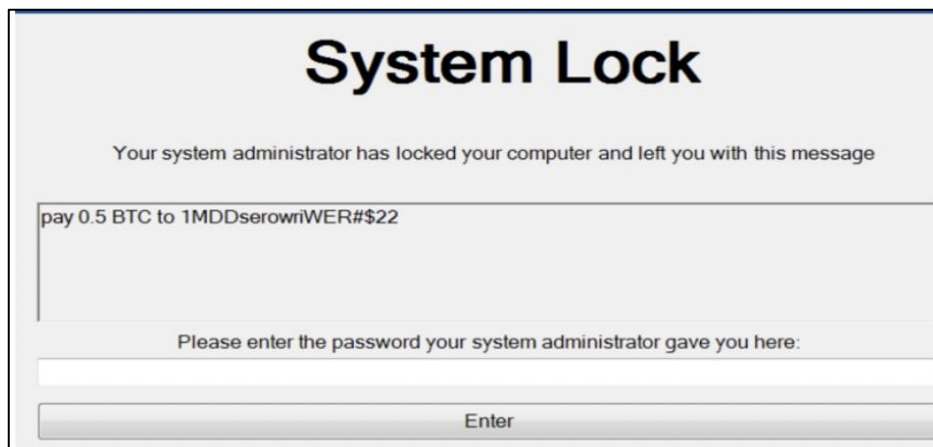 System Lock
Your system administrator has locked your computer and left you with this message
pay 0.5 BTC to 1MDDserowriWER#$22
Please enter the password your system administrator gave you here:
Enter